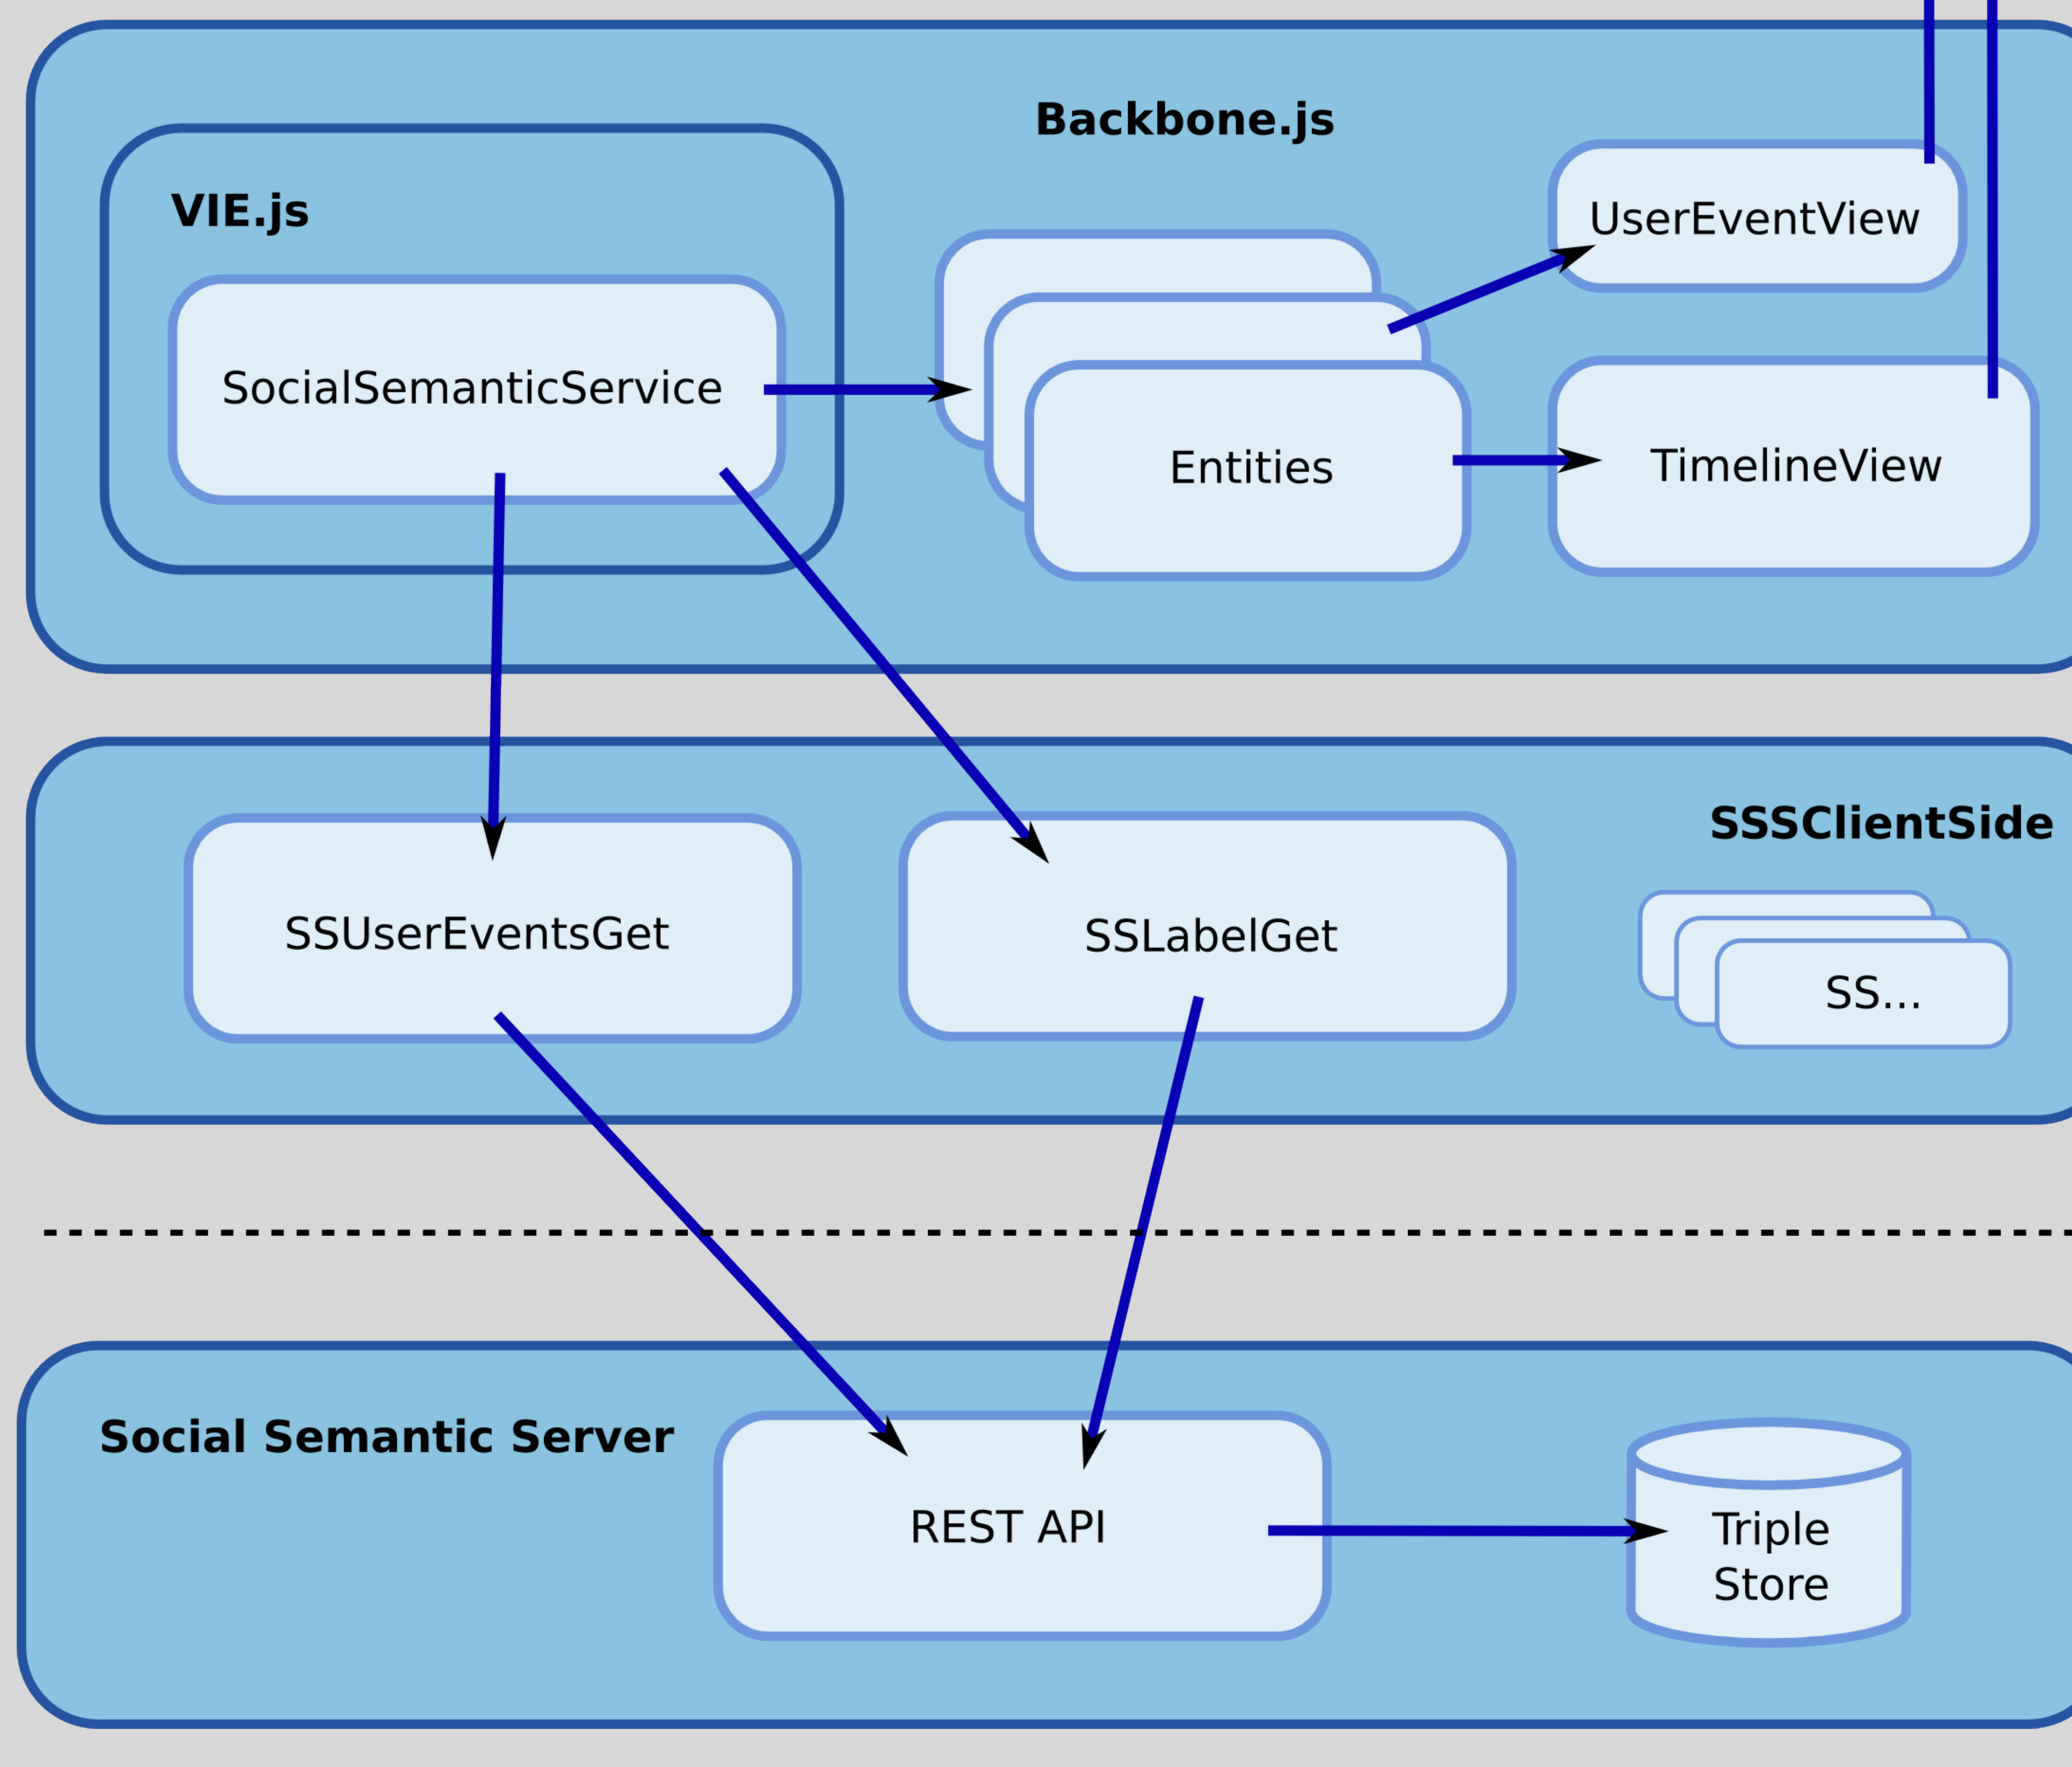 Backbone.js
VIE.js
UserEventView
SocialSemanticService
Entities
TimelineView
SSSClientSide
SSUserEventsGet
SSLabelGet
SS...
Social Semantic Server
REST API
Triple
Store